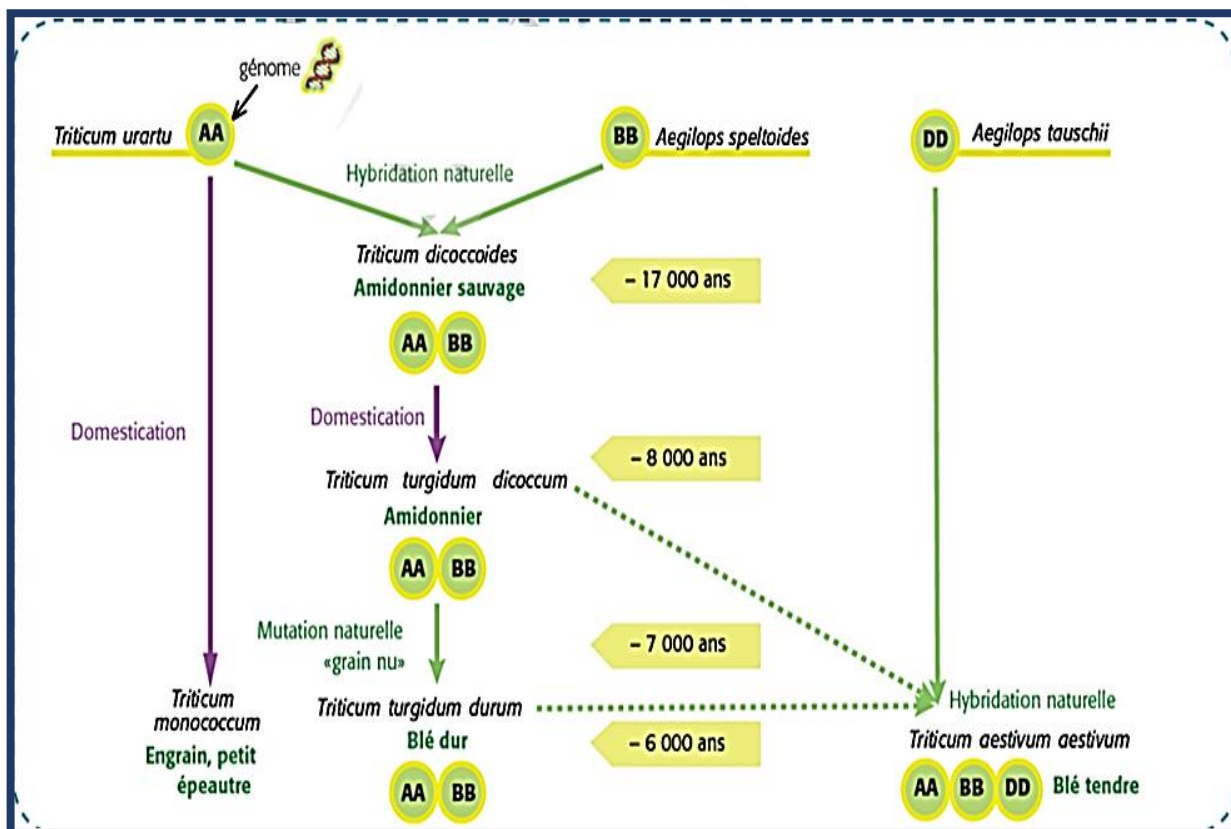 génome
Triticum urartu
AA
BB
Aegilops speltoides
DD
Aegilops tauschii
Hybridation naturelle
Triticum dicoccoides
Amidonnier sauvage
– 17 000 ans
AA BB
Domestication
Domestication
– 8 000 ans
Triticum turgidum dicoccum
Amidonnier
AA BB
Mutation naturelle
«grain nu»
– 7 000 ans
Triticum
monococcum
Engrain, petit
épeautre
Triticum turgidum durum
Blé dur
AA BB
– 6 000 ans
Hybridation naturelle
Triticum aestivum aestivum
AA BB DD Blé tendre